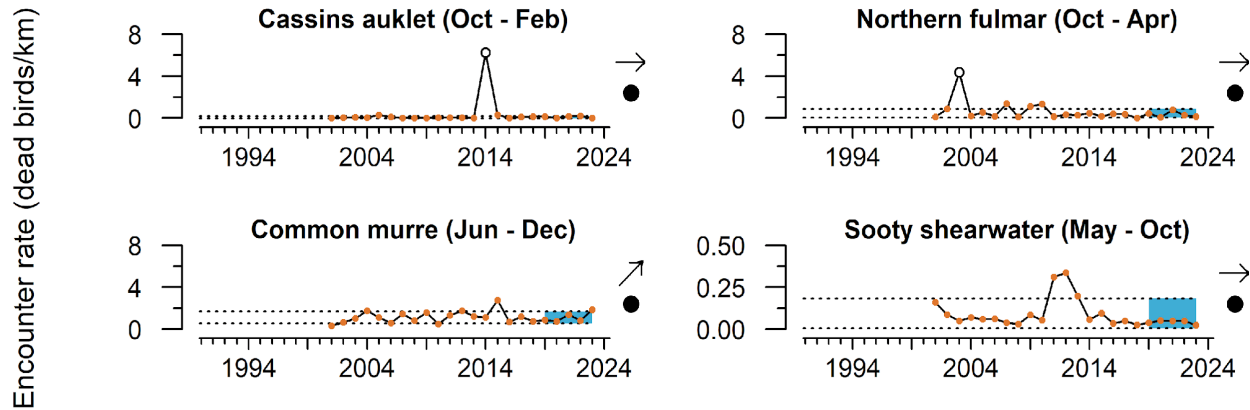 Encounter rate (dead birds/km)
Cassins auklet (Oct - Feb)
8
4
0
1994 2004 2014 2024
Northern fulmar (Oct - Apr)
8
4
0
1994 2004 2014 2024
Common murre (Jun - Dec)
8
4
0
1994 2004 2014 2024
Sooty shearwater (May - Oct)
0.50
0.25
0.00
1994 2004 2014 2024